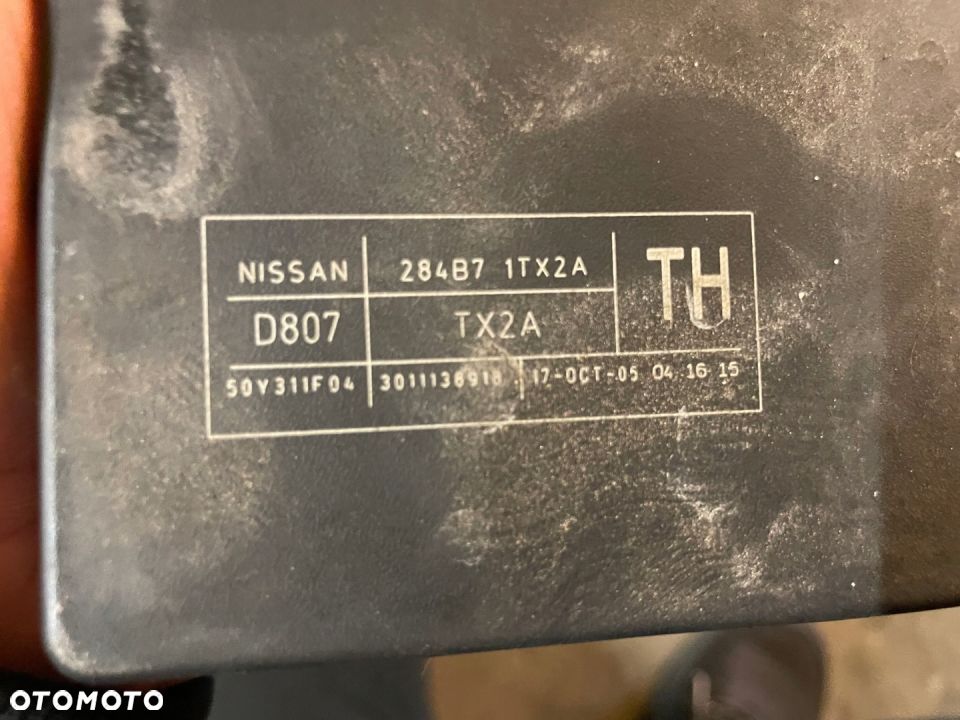 NISSAN 284B7 1TX2A TH
D807 TX2A
50Y311F04 3011136918 17-OCT-05 04 16 15
OTOMOTO